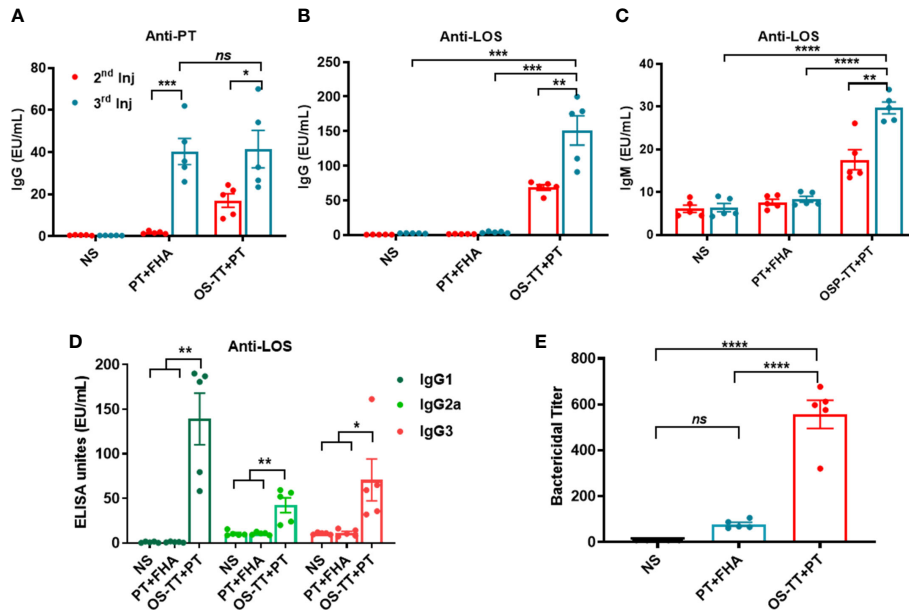 A
Anti-PT
2nd Inj
3rd Inj
ns
***
*
IgG (EU/mL)
80
60
40
20
0
NS
PT+FHA
OS-TT+PT
B
Anti-LOS
***
***
**
IgG (EU/mL)
250
200
150
100
50
0
NS
PT+FHA
OS-TT+PT
C
Anti-LOS
****
****
**
IgM (EU/mL)
40
30
20
10
0
NS
PT+FHA
OSP-TT+PT
D
Anti-LOS
**
**
*
IgG1
IgG2a
IgG3
ELISA unites (EU/mL)
200
150
100
50
0
NS
PT+FHA
OS-TT+PT
NS
PT+FHA
OS-TT+PT
NS
PT+FHA
OS-TT+PT
E
****
****
ns
Bactericidal Titer
800
600
400
200
0
NS
PT+FHA
OS-TT+PT